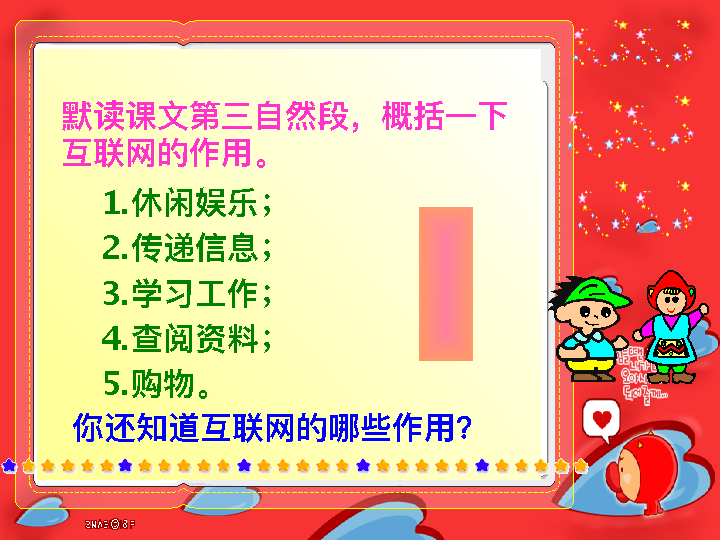 默读课文第三自然段，概括一下
互联网的作用。
1.休闲娱乐；
2.传递信息；
3.学习工作；
4.查阅资料；
5.购物。
你还知道互联网的哪些作用？